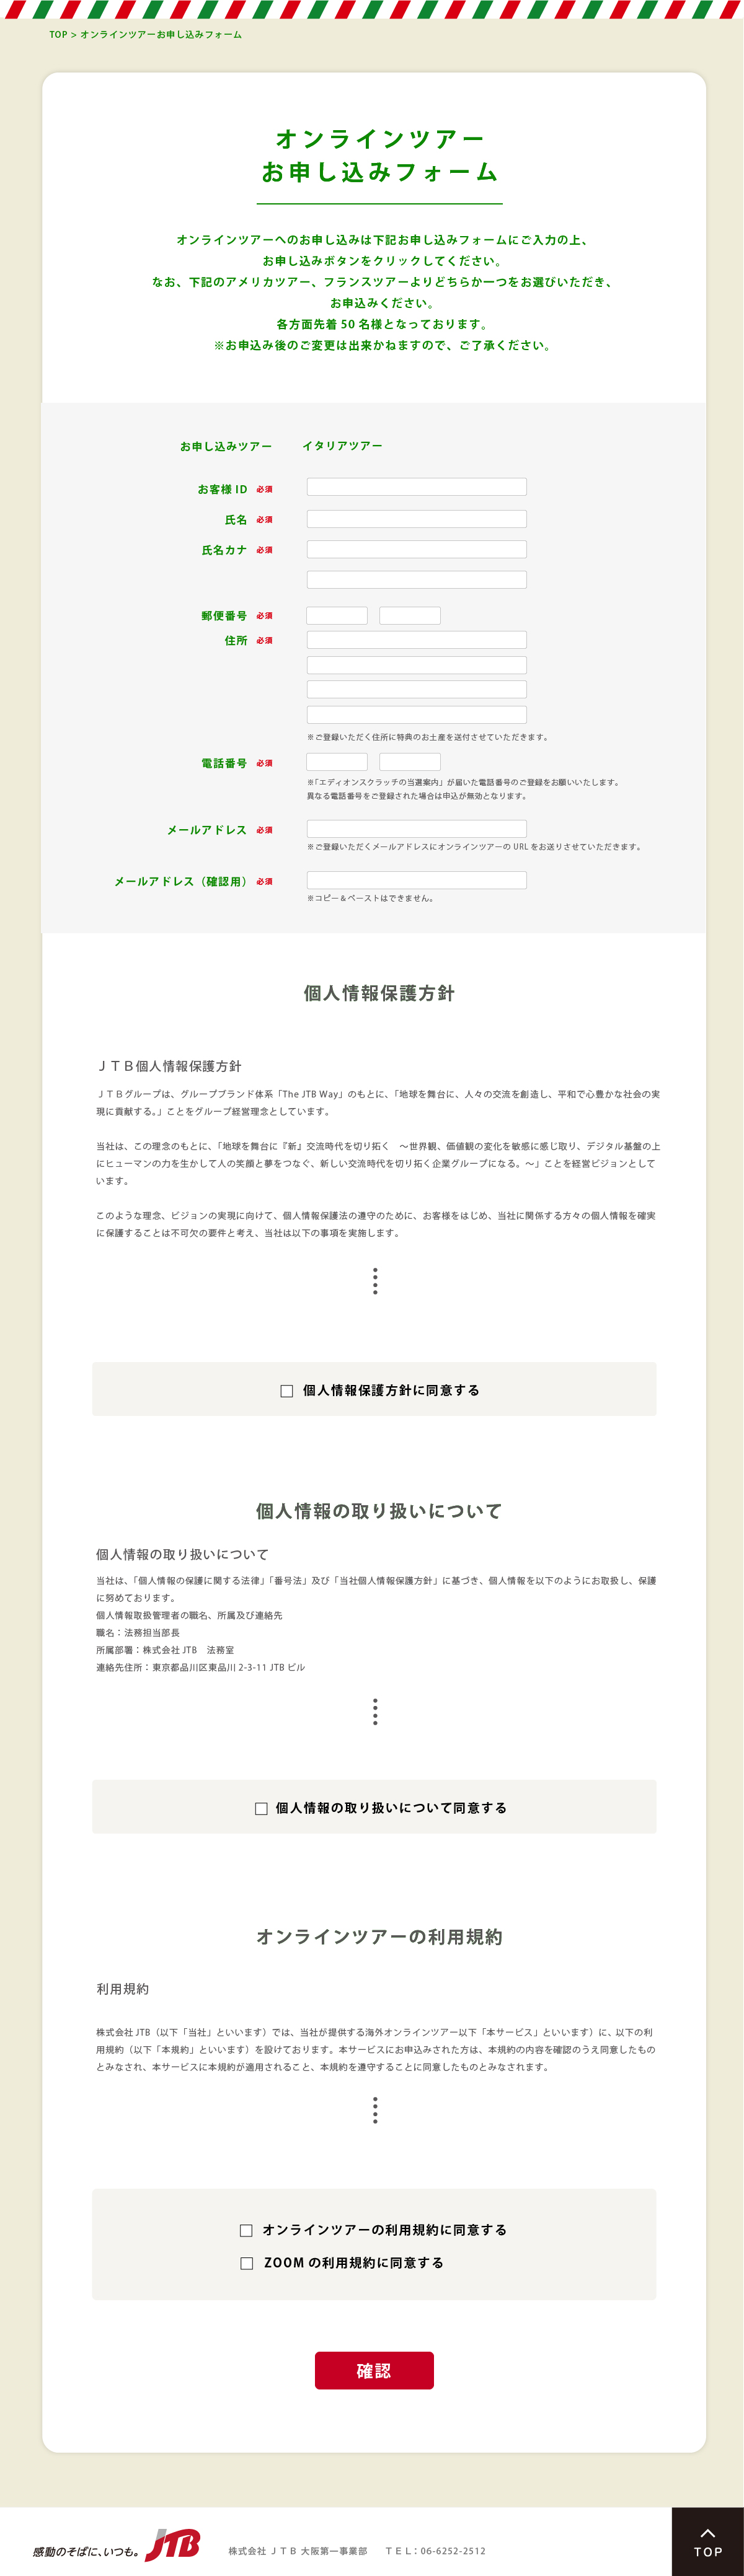 TOP > オンラインツアーお申し込みフォーム
オンラインツアー
お申し込みフォーム
オンラインツアーへのお申し込みは下記お申し込みフォームにご入力の上、
お申し込みボタンをクリックしてください。
なお、下記のアメリカツアー、フランスツアーよりどちらか一つをお選びいただき、
お申込みください。
各方面先着 50 名様となっております。
※お申込み後のご変更は出来かねますので、ご了承ください。
お申し込みツアー イタリアツアー
お客様 ID 必須
氏名 必須
氏名カナ 必須
郵便番号 必須
住所 必須
※ご登録いただく住所に特典のお土産を送付させていただきます。
電話番号 必須
※「エディオンスクラッチの当選案内」が届いた電話番号のご登録をお願いいたします。
異なる電話番号をご登録された場合は申込が無効となります。
メールアドレス 必須
※ご登録いただくメールアドレスにオンラインツアーの URL をお送りさせていただきます。
メールアドレス（確認用） 必須
※コピー＆ペーストはできません。
個人情報保護方針
ＪＴＢ個人情報保護方針
ＪＴＢグループは、グループブランド体系「The JTB Way」のもとに、「地球を舞台に、人々の交流を創造し、平和で心豊かな社会の実
現に貢献する。」ことをグループ経営理念としています。
当社は、この理念のもとに、「地球を舞台に『新』交流時代を切り拓く　～世界観、価値観の変化を敏感に感じ取り、デジタル基盤の上
にヒューマンの力を生かして人の笑顔と夢をつなぐ、新しい交流時代を切り拓く企業グループになる。～」ことを経営ビジョンとして
います。
このような理念、ビジョンの実現に向けて、個人情報保護法の遵守のために、お客様をはじめ、当社に関係する方々の個人情報を確実
に保護することは不可欠の要件と考え、当社は以下の事項を実施します。
個人情報保護方針に同意する
個人情報の取り扱いについて
個人情報の取り扱いについて
当社は、「個人情報の保護に関する法律」「番号法」及び「当社個人情報保護方針」に基づき、個人情報を以下のようにお取扱し、保護
に努めております。
個人情報取扱管理者の職名、所属及び連絡先
職名：法務担当部長
所属部署：株式会社 JTB　法務室
連絡先住所：東京都品川区東品川 2-3-11 JTB ビル
個人情報の取り扱いについて同意する
オンラインツアーの利用規約
利用規約
株式会社 JTB（以下「当社」といいます）では、当社が提供する海外オンラインツアー以下「本サービス」といいます）に、以下の利
用規約（以下「本規約」といいます）を設けております。本サービスにお申込みされた方は、本規約の内容を確認のうえ同意したもの
とみなされ、本サービスに本規約が適用されること、本規約を遵守することに同意したものとみなされます。
オンラインツアーの利用規約に同意する
ZOOM の利用規約に同意する
確認
感動のそばに、いつも。 JTB 株式会社 ＪＴＢ 大阪第一事業部　ＴＥＬ：06-6252-2512
TOP